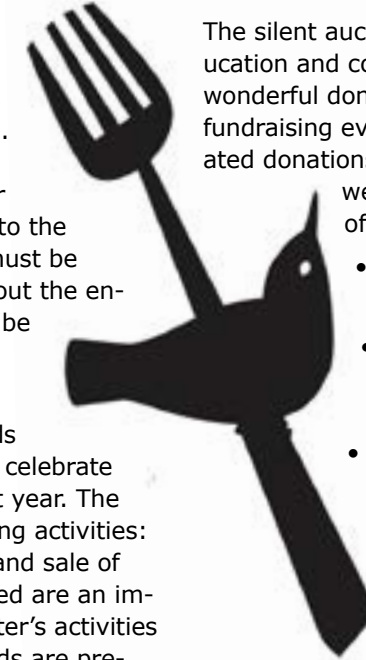 .
r
to the
must be
out the en-
be
ls
celebrate
t year. The
ng activities:
and sale of
ed are an im-
ter's activities
ds are pre-
The silent auc
ucation and co
wonderful don
fundraising ev
ated donations
we
of
•
•
•